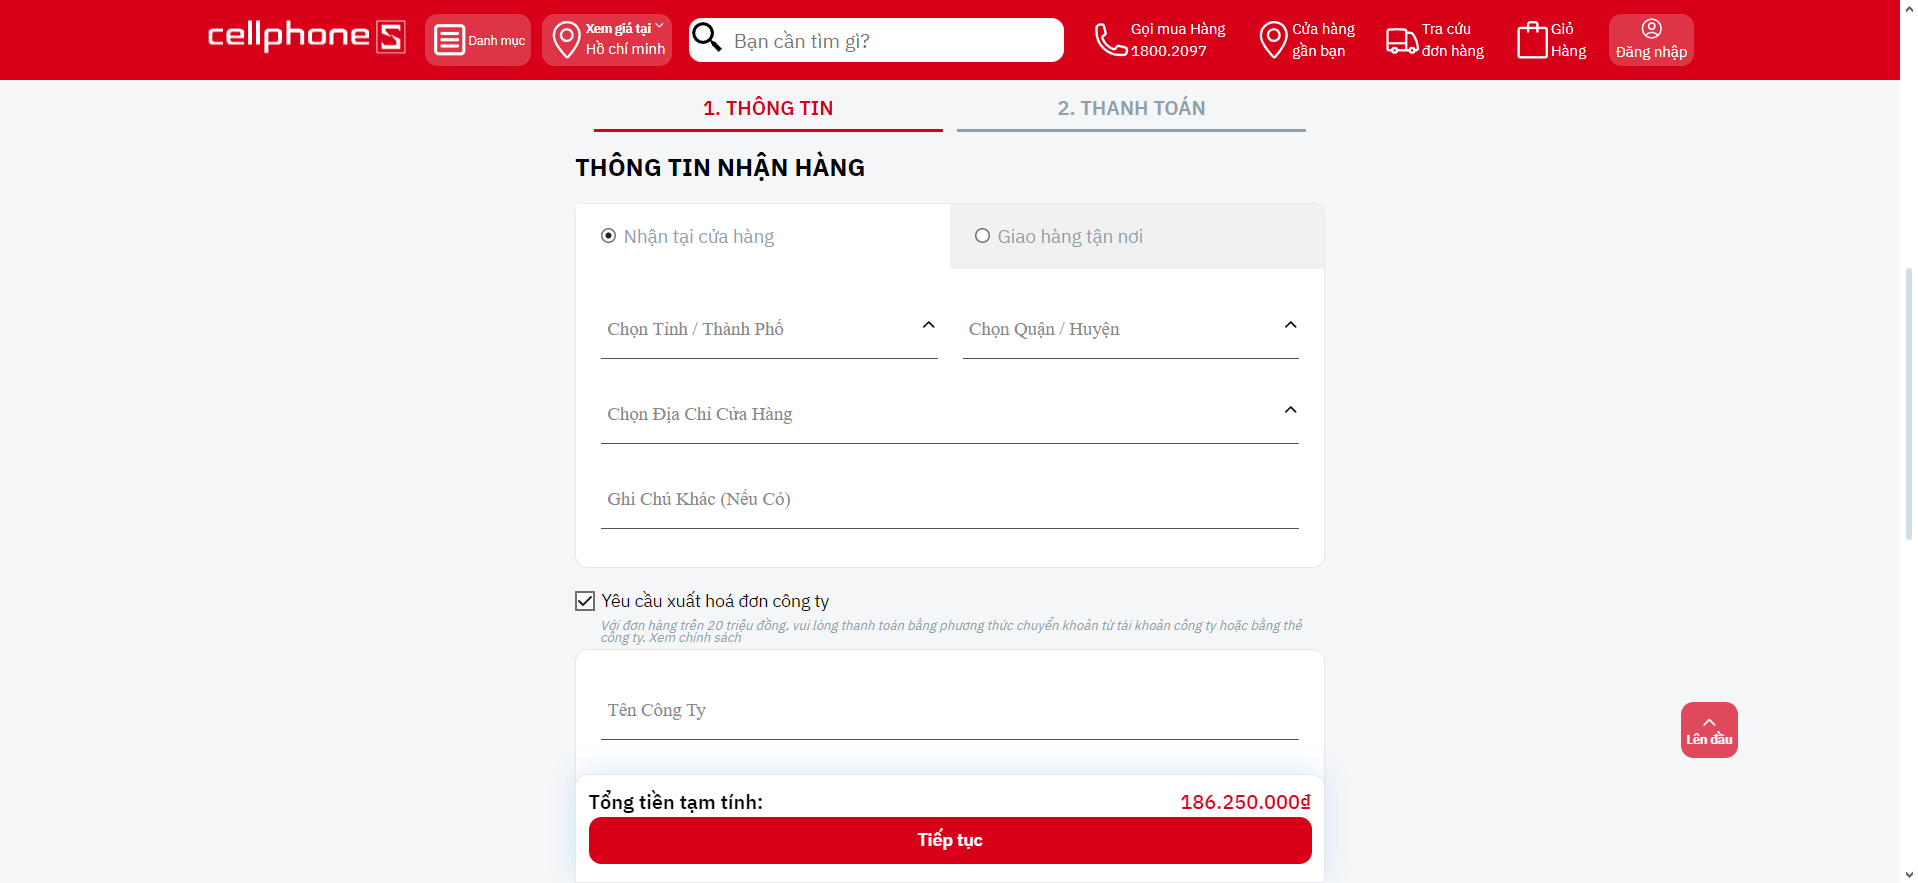 cellphoneS
Danh mục
Xem giá tại
Hồ chí minh
Bạn cần tìm gì?
Gọi mua Hàng
1800.2097
Cửa hàng
gần bạn
Tra cứu
đơn hàng
Giỏ
Hàng
Đăng nhập
1. THÔNG TIN
2. THANH TOÁN
THÔNG TIN NHẬN HÀNG
Nhận tại cửa hàng
Giao hàng tận nơi
Chọn Tỉnh / Thành Phố
Chọn Quận / Huyện
Chọn Địa Chỉ Cửa Hàng
Ghi Chú Khác (Nếu Có)
Yêu cầu xuất hoá đơn công ty
Với đơn hàng trên 20 triệu đồng, vui lòng thanh toán bằng phương thức chuyển khoản từ tài khoản công ty hoặc bằng thẻ
công ty. Xem chính sách
Tên Công Ty
Lên đầu
Tổng tiền tạm tính:
186.250.000₫
Tiếp tục